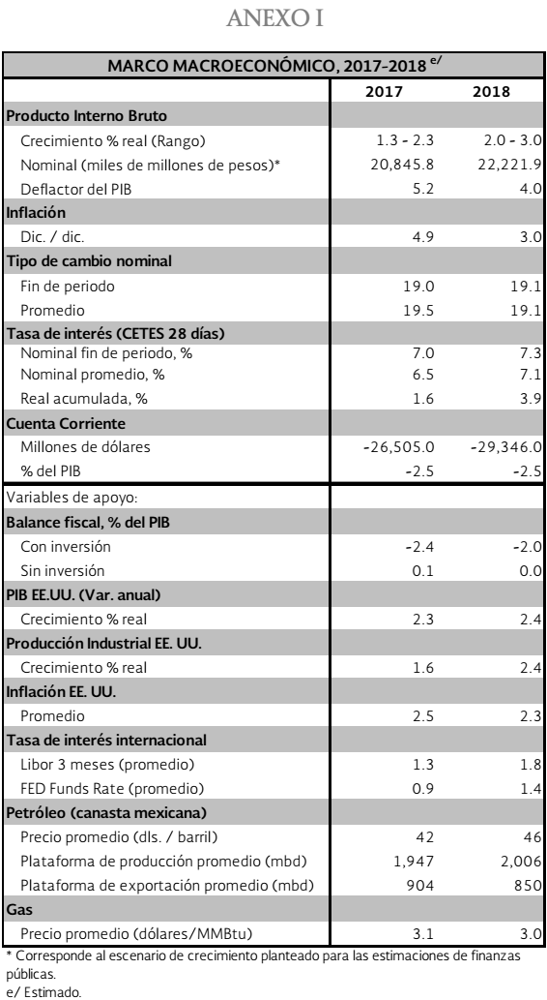 ANEXO I
MARCO MACROECONÓMICO, 2017-2018 e/
2017 2018
Producto Interno Bruto
Crecimiento % real (Rango) 1.3 - 2.3 2.0 - 3.0
Nominal (miles de millones de pesos)* 20,845.8 22,221.9
Deflactor del PIB 5.2 4.0
Inflación
Dic. / dic. 4.9 3.0
Tipo de cambio nominal
Fin de periodo 19.0 19.1
Promedio 19.5 19.1
Tasa de interés (CETES 28 días)
Nominal fin de periodo, % 7.0 7.3
Nominal promedio, % 6.5 7.1
Real acumulada, % 1.6 3.9
Cuenta Corriente
Millones de dólares -26,505.0 -29,346.0
% del PIB -2.5 -2.5
Variables de apoyo:
Balance fiscal, % del PIB
Con inversión -2.4 -2.0
Sin inversión 0.1 0.0
PIB EE.UU. (Var. anual)
Crecimiento % real 2.3 2.4
Producción Industrial EE. UU.
Crecimiento % real 1.6 2.4
Inflación EE. UU.
Promedio 2.5 2.3
Tasa de interés internacional
Libor 3 meses (promedio) 1.3 1.8
FED Funds Rate (promedio) 0.9 1.4
Petróleo (canasta mexicana)
Precio promedio (dls. / barril) 42 46
Plataforma de producción promedio (mbd) 1,947 2,006
Plataforma de exportación promedio (mbd) 904 850
Gas
Precio promedio (dólares/MMBtu) 3.1 3.0
* Corresponde al escenario de crecimiento planteado para las estimaciones de finanzas
públicas.
e/ Estimado.